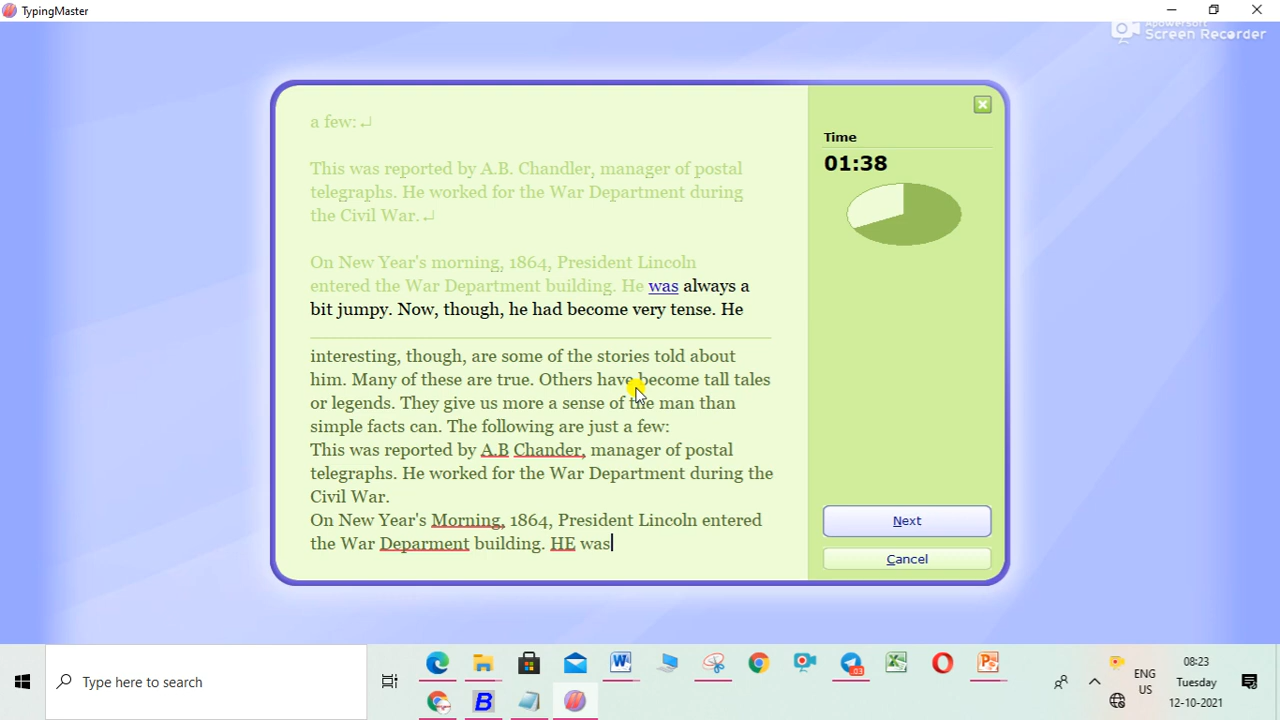 TypingMaster
Apowersoft
Screen Recorder
a few:↵
This was reported by A.B. Chandler, manager of postal
telegraphs. He worked for the War Department during
the Civil War.↵
On New Year's morning, 1864, President Lincoln
entered the War Department building. He was always a
bit jumpy. Now, though, he had become very tense. He
interesting, though, are some of the stories told about
him. Many of these are true. Others have become tall tales
or legends. They give us more a sense of the man than
simple facts can. The following are just a few:
This was reported by A.B Chander, manager of postal
telegraphs. He worked for the War Department during the
Civil War.
On New Year's Morning, 1864, President Lincoln entered
the War Deparment building. HE was
Time
01:38
Next
Cancel
Type here to search
03
ENG
US
08:23
Tuesday
12-10-2021